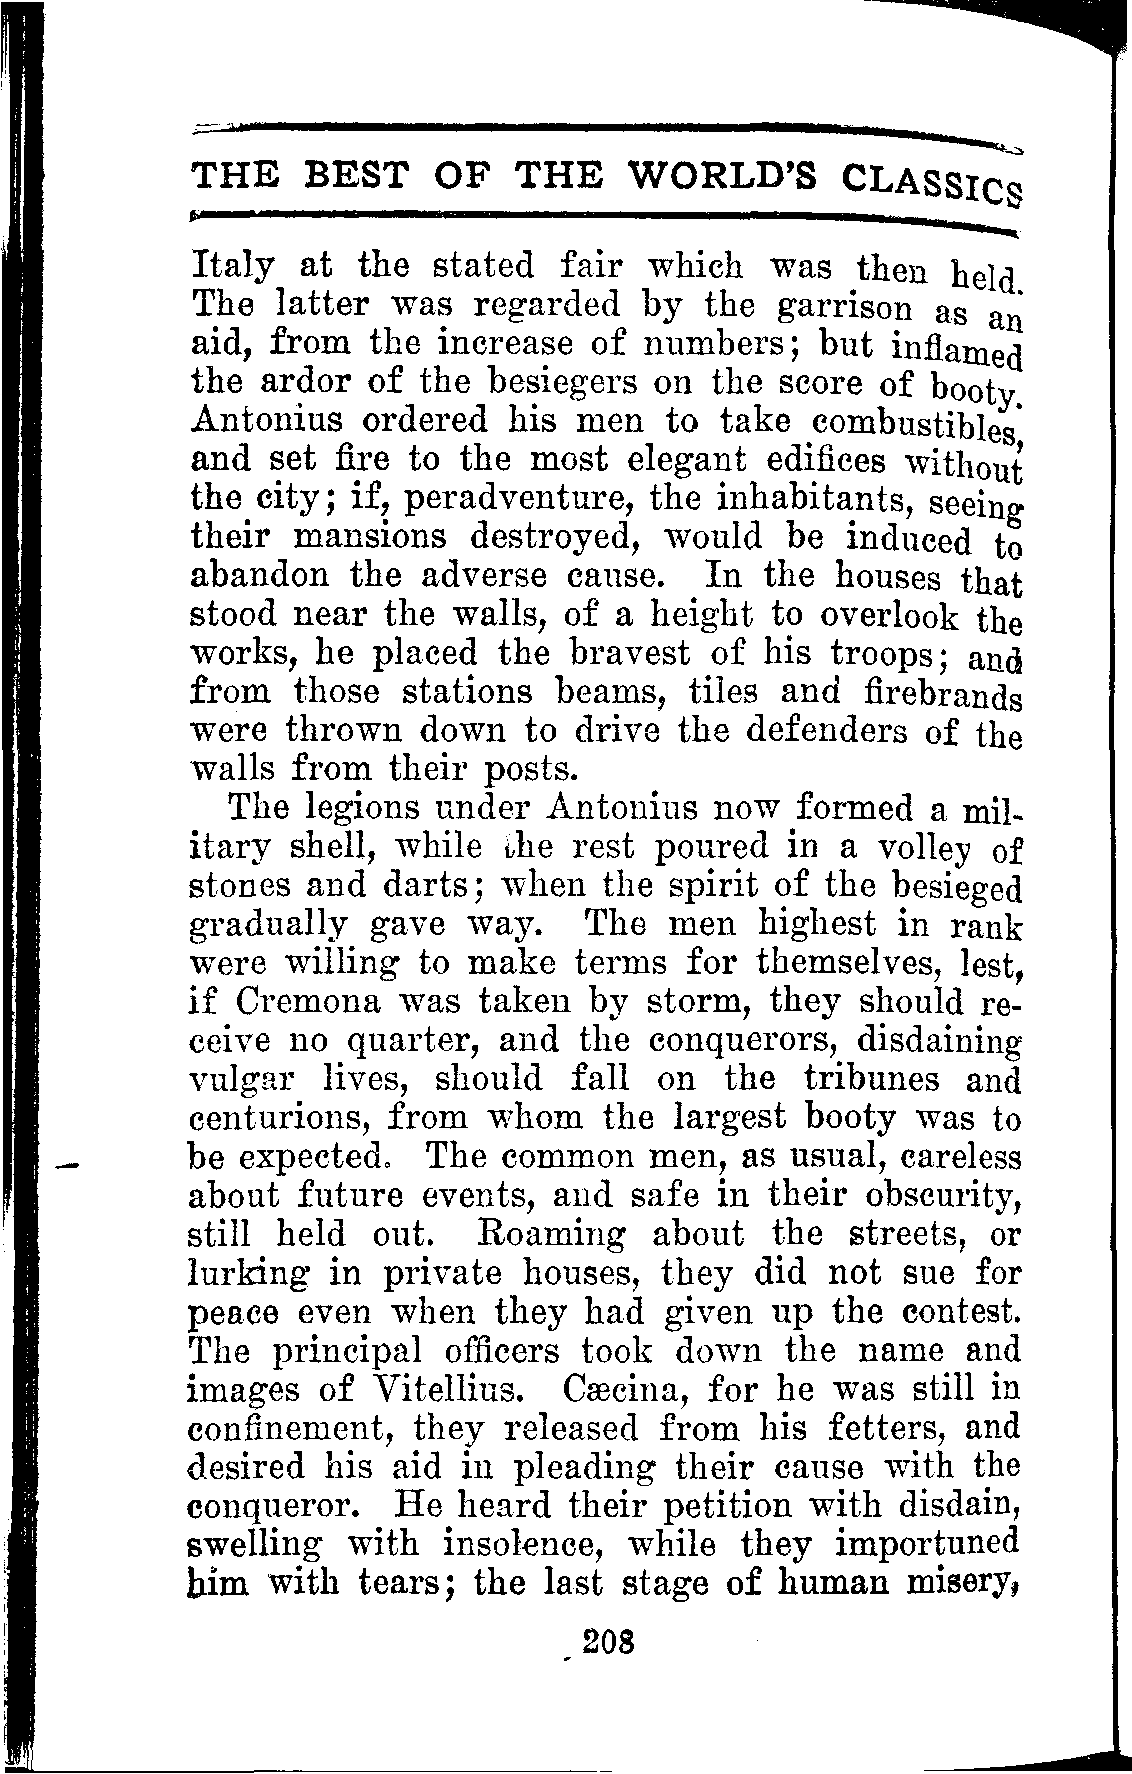 THE BEST OF THE WORLD'S CLASSICS
Italy at the stated fair which was then held.
The latter was regarded by the garrison as an
aid, from the increase of numbers; but inflamed
the ardor of the besiegers on the score of booty.
Antonius ordered his men to take combustibles,
and set fire to the most elegant edifices without
the city; if, peradventure, the inhabitants, seeing
their mansions destroyed, would be induced to
abandon the adverse cause. In the houses that
stood near the walls, of a height to overlook the
works, he placed the bravest of his troops; and
from those stations beams, tiles and firebrands
were thrown down to drive the defenders of the
walls from their posts.
The legions under Antonius now formed a mil-
itary shell, while the rest poured in a volley of
stones and darts; when the spirit of the besieged
gradually gave way. The men highest in rank
were willing to make terms for themselves, lest,
if Cremona was taken by storm, they should re-
ceive no quarter, and the conquerors, disdaining
vulgar lives, should fall on the tribunes and
centurions, from whom the largest booty was to
be expected. The common men, as usual, careless
about future events, and safe in their obscurity,
still held out. Roaming about the streets, or
lurking in private houses, they did not sue for
peace even when they had given up the contest.
The principal officers took down the name and
images of Vitellius. Cæcina, for he was still in
confinement, they released from his fetters, and
desired his aid in pleading their cause with the
conqueror. He heard their petition with disdain,
swelling with insolence, while they importuned
him with tears; the last stage of human misery,
208